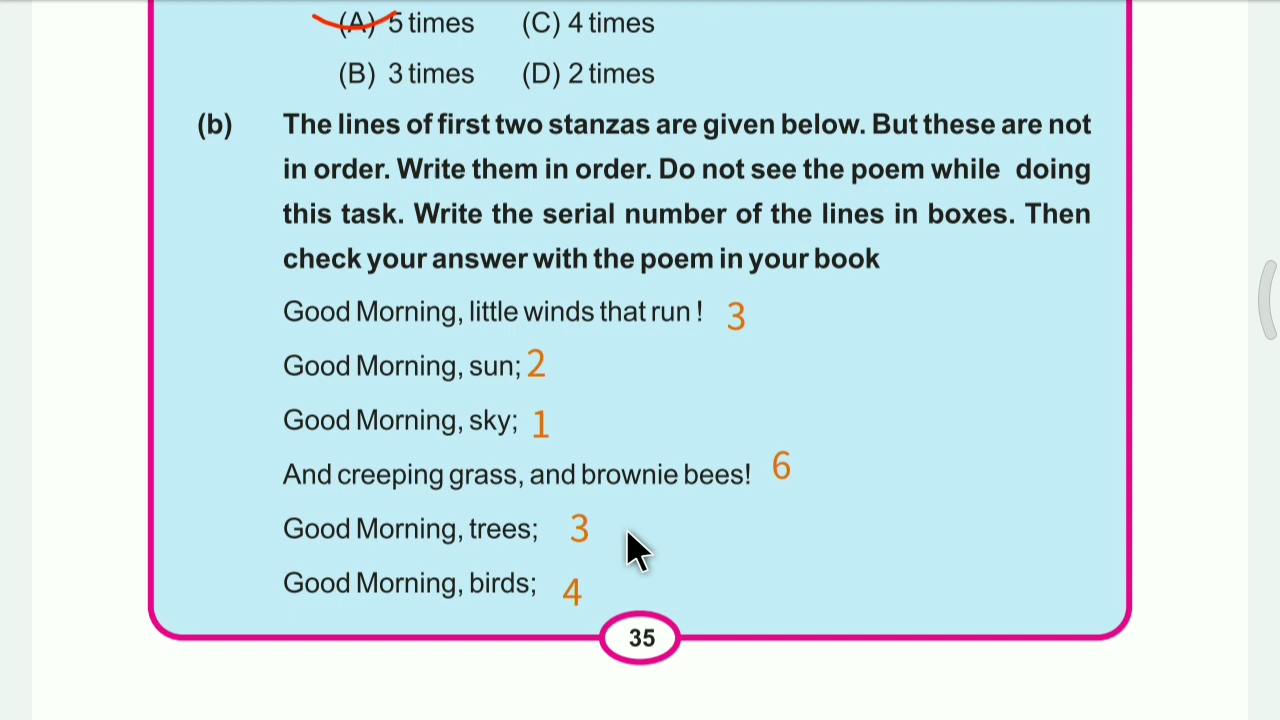 (A) 5 times (C) 4 times
(B) 3 times (D) 2 times
(b) The lines of first two stanzas are given below. But these are not
in order. Write them in order. Do not see the poem while doing
this task. Write the serial number of the lines in boxes. Then
check your answer with the poem in your book
Good Morning, little winds that run ! 3
Good Morning, sun; 2
Good Morning, sky; 1
And creeping grass, and brownie bees! 6
Good Morning, trees; 3
Good Morning, birds; 4
35